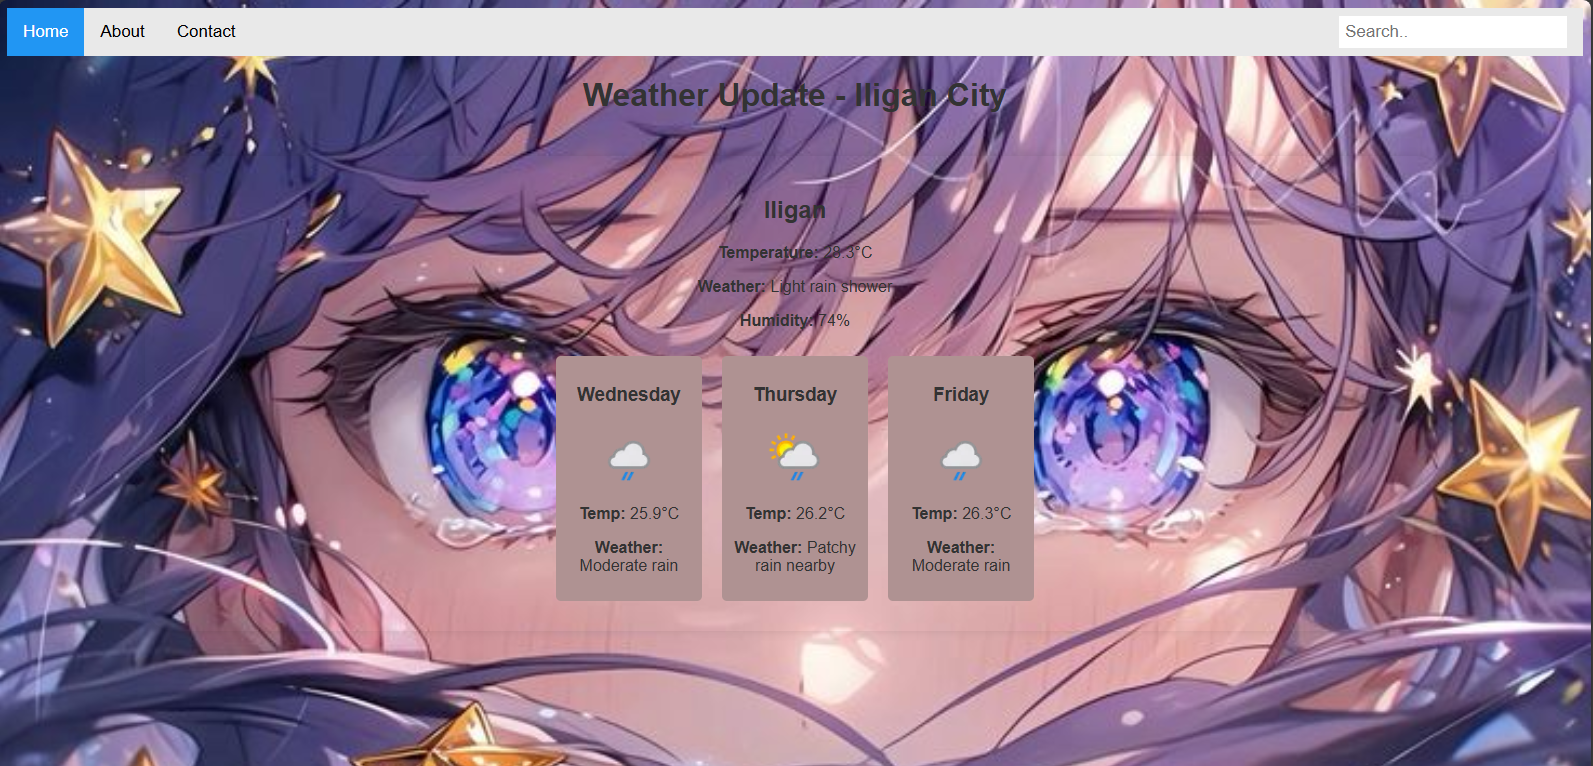 Home About Contact Search..
Weather Update - Iligan City
Iligan
Temperature: 28.3°C
Weather: Light rain shower
Humidity: 74%
Wednesday
Temp: 25.9°C
Weather:
Moderate rain
Thursday
Temp: 26.2°C
Weather: Patchy
rain nearby
Friday
Temp: 26.3°C
Weather:
Moderate rain